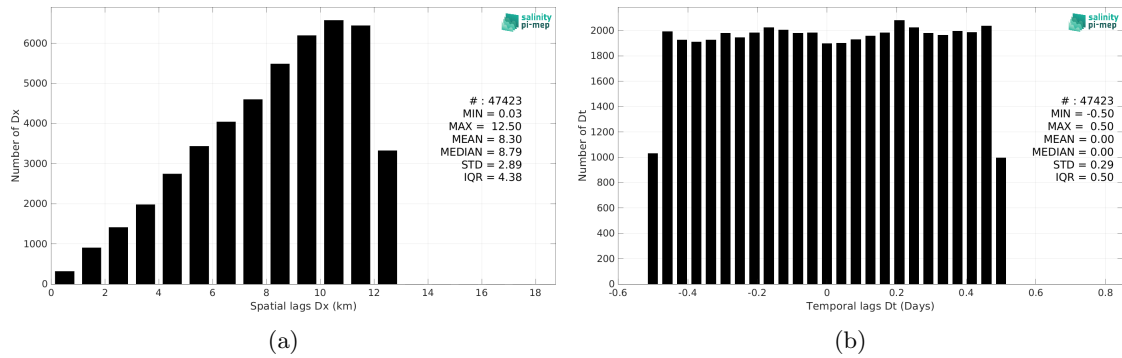 salinity
pi-mep
6000
5000
4000
3000
2000
1000
0
Number of Dx
# : 47423
MIN = 0.03
MAX = 12.50
MEAN = 8.30
MEDIAN = 8.79
STD = 2.89
IQR = 4.38
0 2 4 6 8 10 12 14 16 18
Spatial lags Dx (km)
(a)
salinity
pi-mep
2000
1800
1600
1400
1200
1000
800
600
400
200
0
Number of Dt
# : 47423
MIN = -0.50
MAX = 0.50
MEAN = 0.00
MEDIAN = 0.00
STD = 0.29
IQR = 0.50
-0.6 -0.4 -0.2 0 0.2 0.4 0.6 0.8
Temporal lags Dt (Days)
(b)